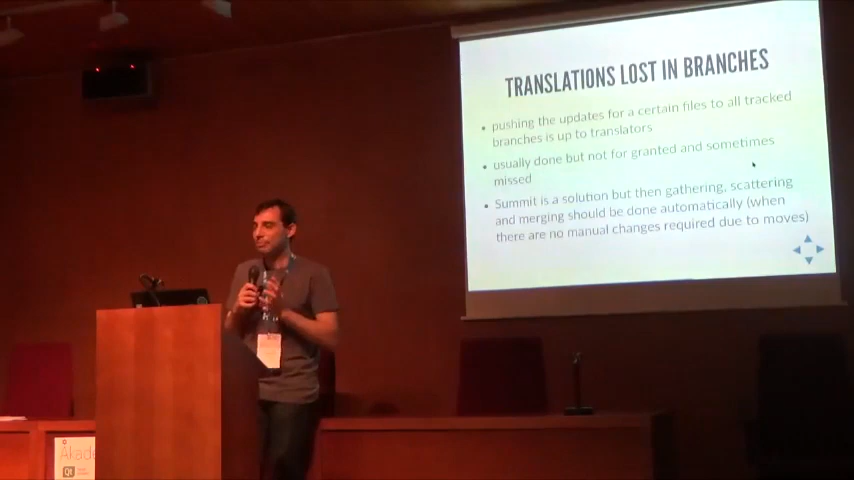 TRANSLATIONS LOST IN BRANCHES
• pushing the updates for a certain files to all tracked
branches is up to translators
• usually done but not for granted and sometimes
missed
• Summit is a solution but then gathering, scattering
and merging should be done automatically (when
there are no manual changes required due to moves)
Akade
Qt